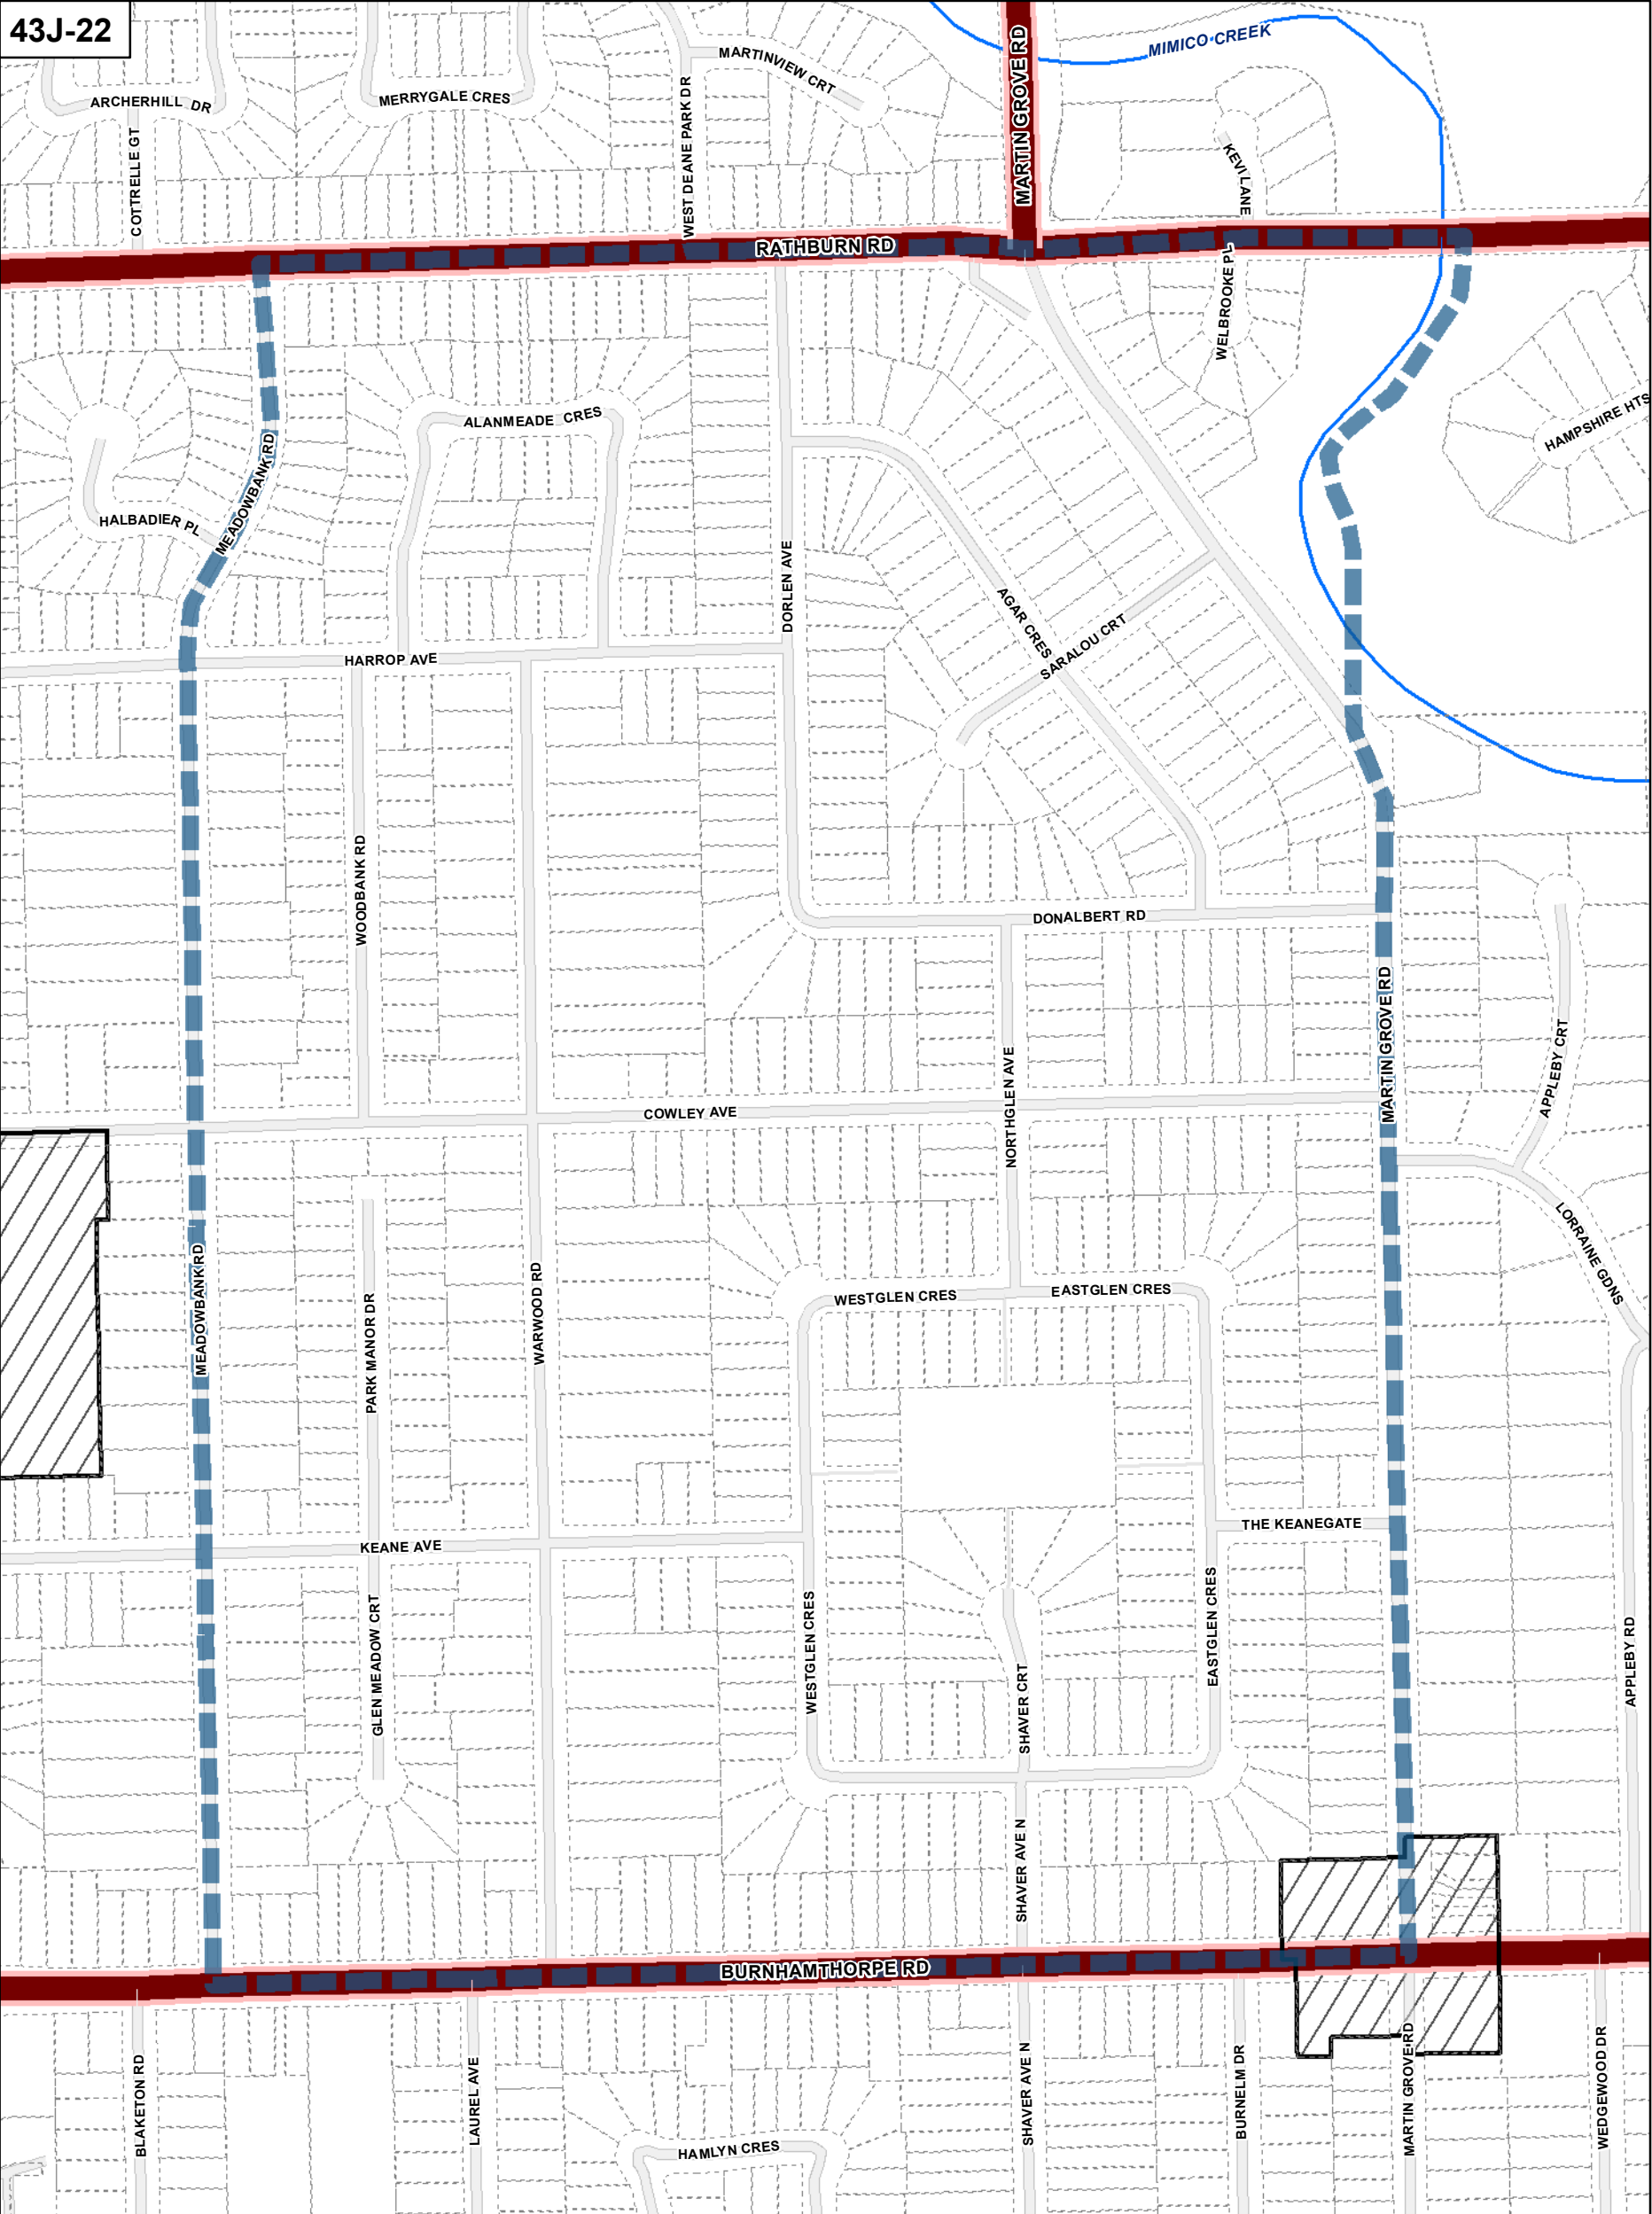 43J-22
ARCHERHILL DR
COTTRELLE GT
MERRYGALE CRES
WEST DEANE PARK DR
MARTINVIEW CRT
MARTIN GROVE RD
MIMICO CREEK
KEVI LANE
RATHBURN RD
WELBROOKE PL
HAMPSHIRE HTS
MEADOWBANK RD
HALBADIER PL
ALANMEADE CRES
DORLEN AVE
AGAR CRES
SARALOU CRT
HARROP AVE
WOODBANK RD
DONALBERT RD
MARTIN GROVE RD
NORTHGLEN AVE
APPLEBY CRT
COWLEY AVE
LORRAINE GDNS
MEADOWBANK RD
PARK MANOR DR
WARWOOD RD
WESTGLEN CRES
EASTGLEN CRES
KEANE AVE
THE KEANEGATE
GLEN MEADOW CRT
WESTGLEN CRES
SHAVER CRT
EASTGLEN CRES
APPLEBY RD
SHAVER AVE N
BURNHAMTHORPE RD
BLAKETON RD
LAUREL AVE
HAMLYN CRES
SHAVER AVE N
BURNELM DR
MARTIN GROVE RD
WEDGEWOOD DR